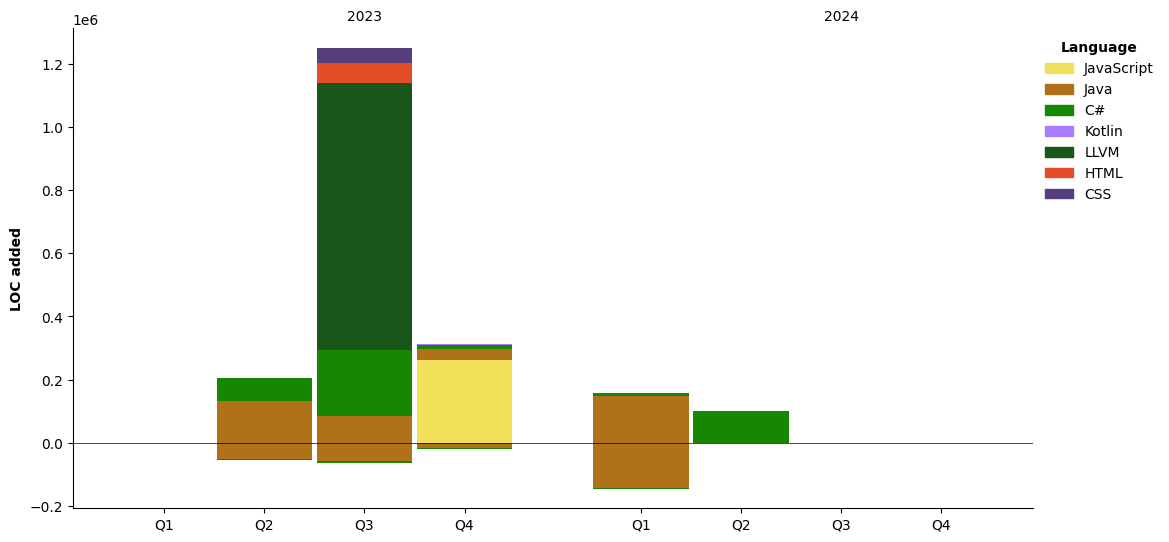 1e6
2023
2024
1.2
1.0
0.8
0.6
0.4
0.2
0.0
−0.2
LOC added
Q1
Q2
Q3
Q4
Q1
Q2
Q3
Q4
Language
JavaScript
Java
C#
Kotlin
LLVM
HTML
CSS